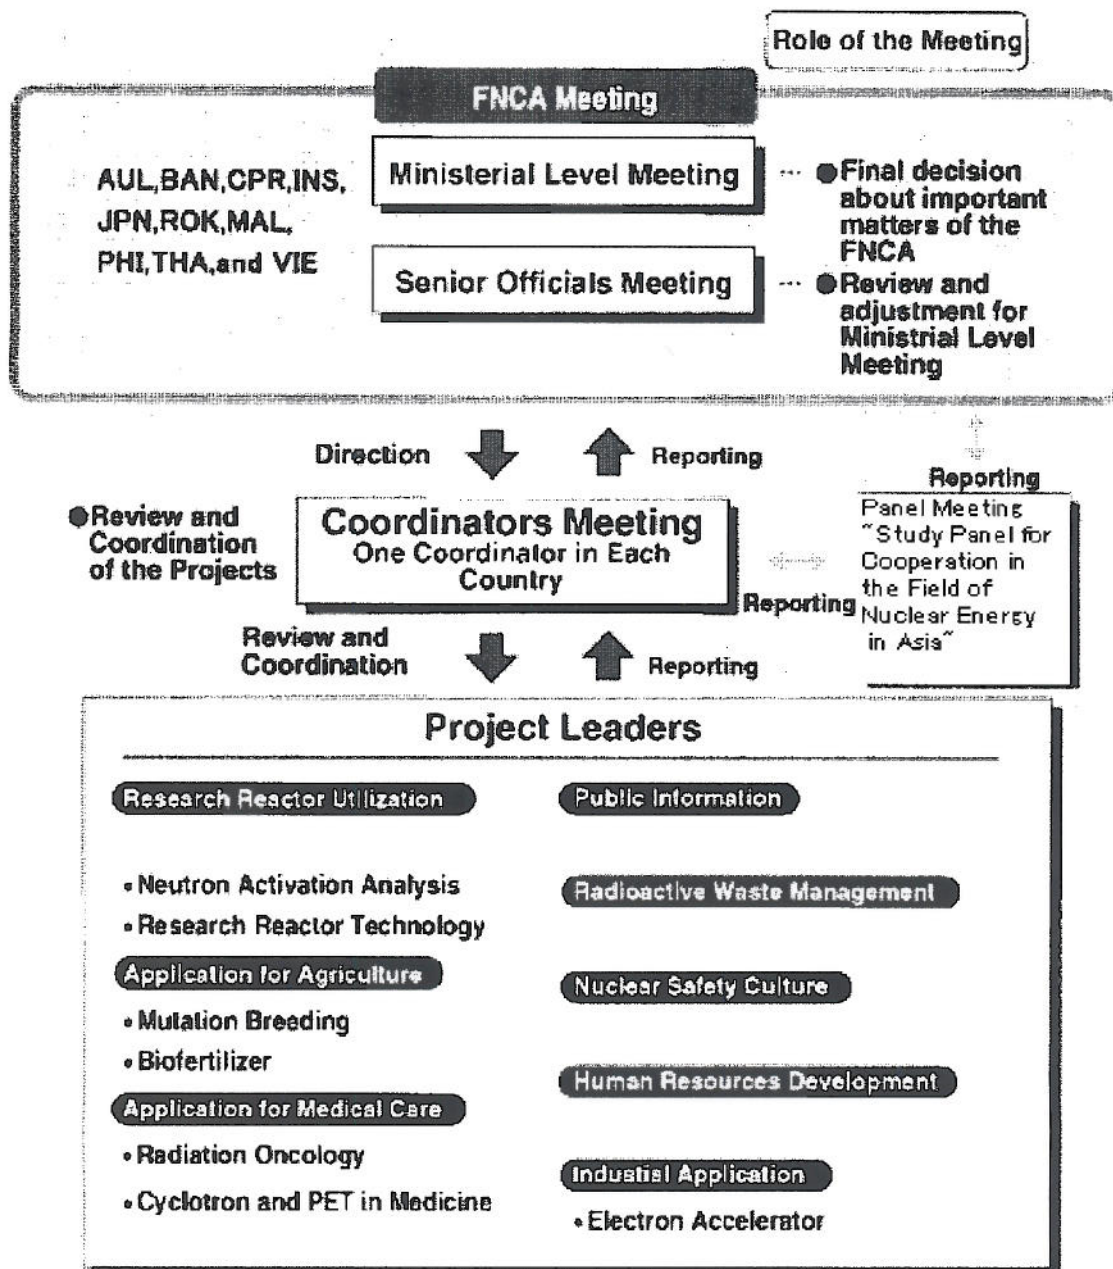 Role of the Meeting
FNCA Meeting
AUL,BAN,CPR,INS,
JPN,ROK,MAL,
PHI,THA,and VIE
Ministerial Level Meeting
Senior Officials Meeting
●Final decision
about important
matters of the
FNCA
●Review and
adjustment for
Ministrial Level
Meeting
Direction
Reporting
Reporting
●Review and
Coordination
of the Projects
Coordinators Meeting
One Coordinator in Each
Country
Reporting
Panel Meeting
"Study Panel for
Cooperation in
the Field of
Nuclear Energy
in Asia"
Review and
Coordination
Reporting
Project Leaders
Research Reactor Utilization
• Neutron Activation Analysis
• Research Reactor Technology
Application for Agriculture
• Mutation Breeding
• Biofertilizer
Application for Medical Care
• Radiation Oncology
• Cyclotron and PET in Medicine
Public Information
Radioactive Waste Management
Nuclear Safety Culture
Human Resources Development
Industial Application
• Electron Accelerator